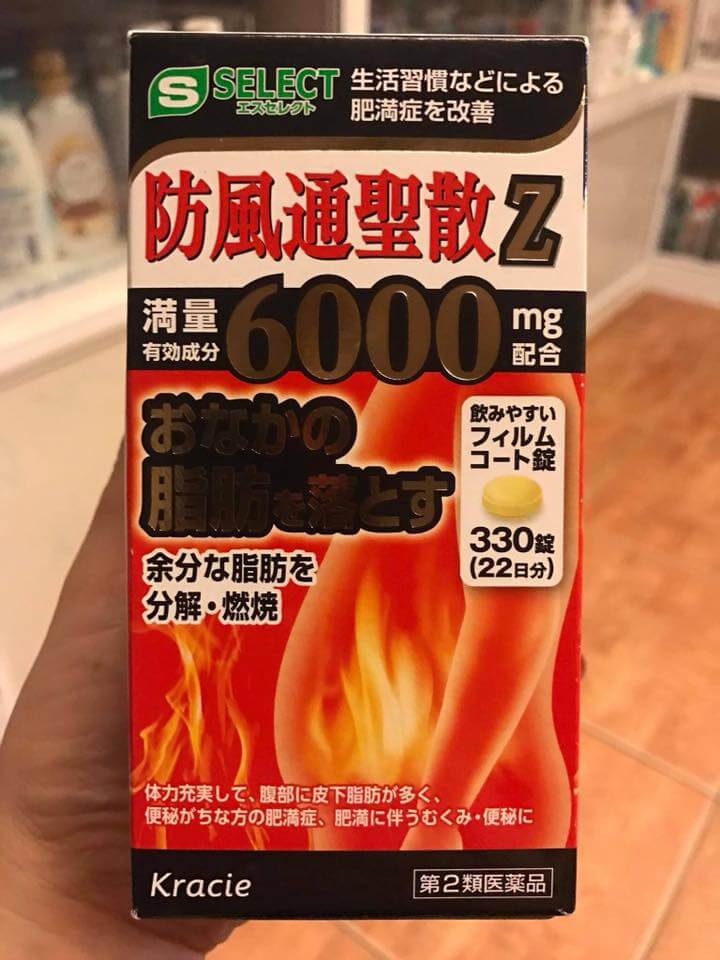 S SELECT
エスセレクト
生活習慣などによる
肥満症を改善
防風通聖散Z
満量
有効成分
6000
mg
配合
おなかの
脂肪を落とす
飲みやすい
フィルム
コート錠
330錠
(22日分)
余分な脂肪を
分解・燃焼
体力充実して、腹部に皮下脂肪が多く、
便秘がちな方の肥満症、肥満に伴うむくみ・便秘に
Kracie
第2類医薬品